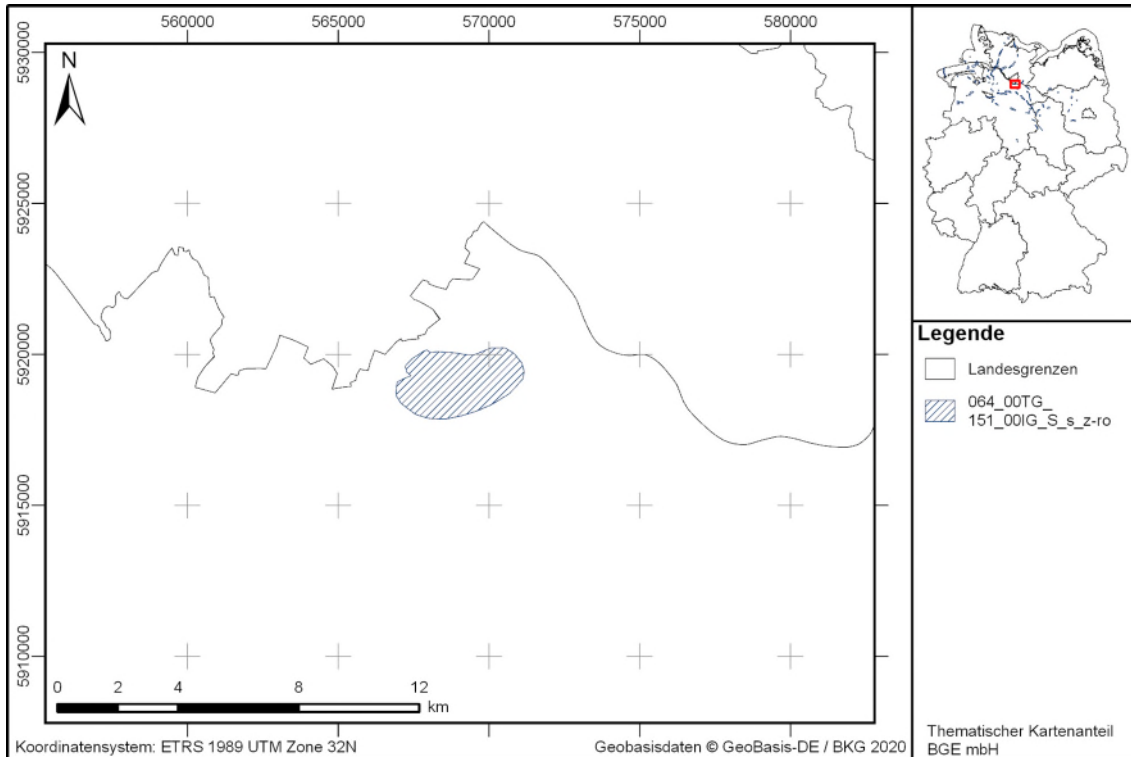 560000 565000 570000 575000 580000
5930000
5925000
5920000
5915000
5910000
N
0 2 4 8 12
km
Koordinatensystem: ETRS 1989 UTM Zone 32N
Geobasisdaten © GeoBasis-DE / BKG 2020
Legende
Landesgrenzen
064_00TG_
151_00IG_S_s_z-ro
Thematischer Kartenanteil
BGE mbH